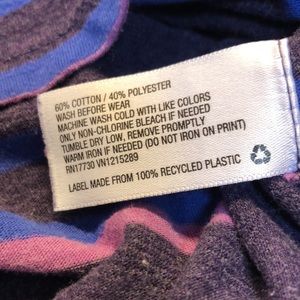 60% COTTON / 40% POLYESTER
WASH BEFORE WEAR
MACHINE WASH COLD WITH LIKE COLORS
ONLY NON-CHLORINE BLEACH IF NEEDED
TUMBLE DRY LOW, REMOVE PROMPTLY
WARM IRON IF NEEDED (DO NOT IRON ON PRINT)
RN17730 VN1215289
LABEL MADE FROM 100% RECYCLED PLASTIC